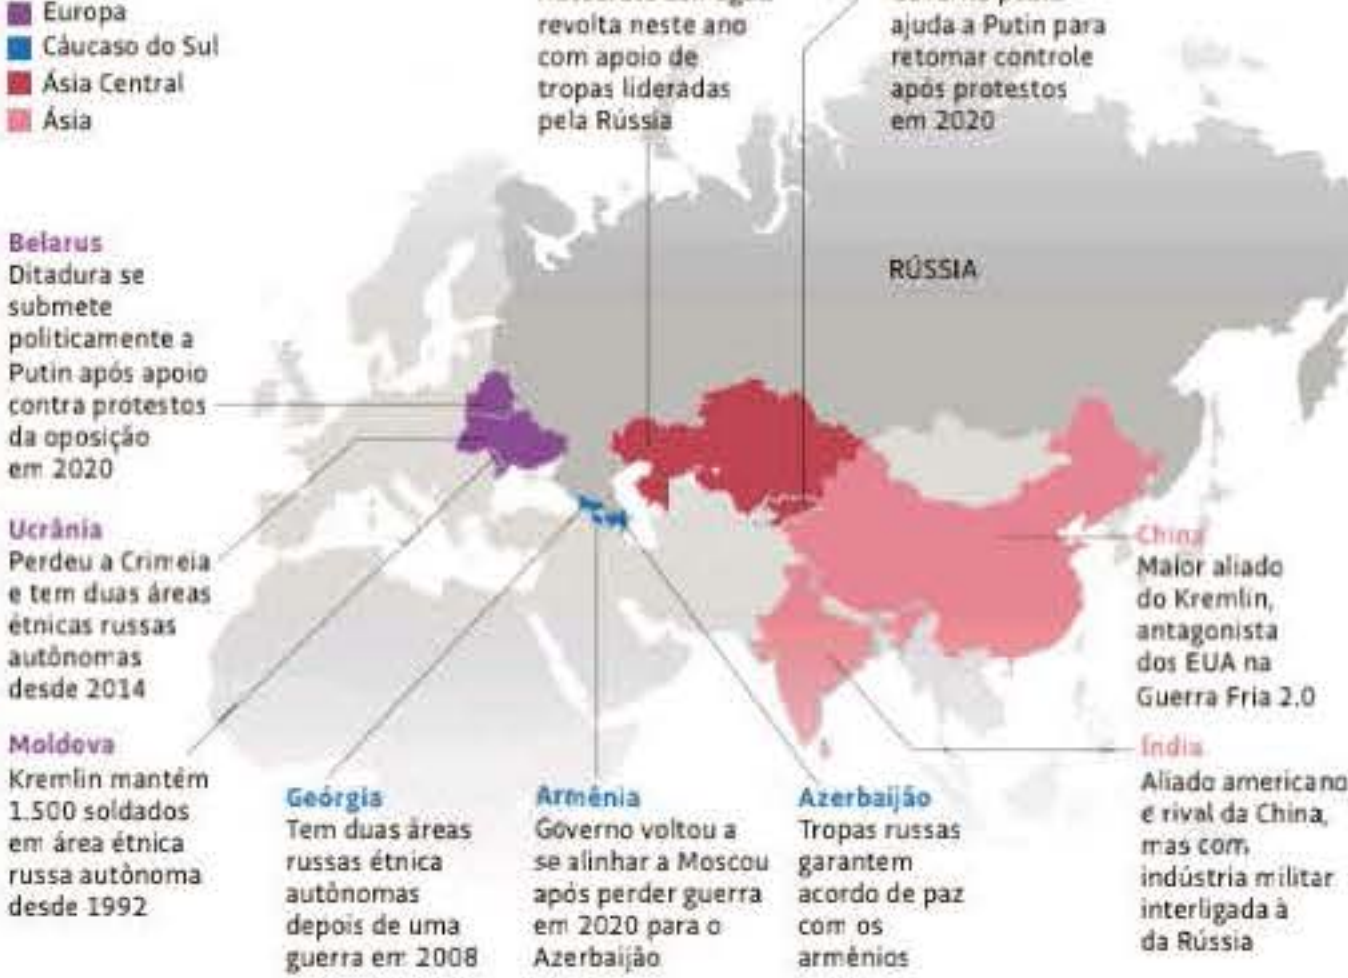 Europa
Cáucaso do Sul
Ásia Central
Ásia
revolta neste ano
com apoio de
tropas lideradas
pela Rússia
ajuda a Putin para
retomar controle
após protestos
em 2020
RÚSSIA
Belarus
Ditadura se
submete
politicamente a
Putin após apoio
contra protestos
da oposição
em 2020
Ucrânia
Perdeu a Crimeia
e tem duas áreas
étnicas russas
autônomas
desde 2014
Moldova
Kremlin mantém
1.500 soldados
em área étnica
russa autônoma
desde 1992
Geórgia
Tem duas áreas
russas étnica
autônomas
depois de uma
guerra em 2008
Armênia
Governo voltou a
se alinhar a Moscou
após perder guerra
em 2020 para o
Azerbaijão
Azerbaijão
Tropas russas
garantem
acordo de paz
com os
armênios
China
Maior aliado
do Kremlin,
antagonista
dos EUA na
Guerra Fria 2.0
Índia
Aliado americano
e rival da China,
mas com
indústria militar
interligada à
da Rússia